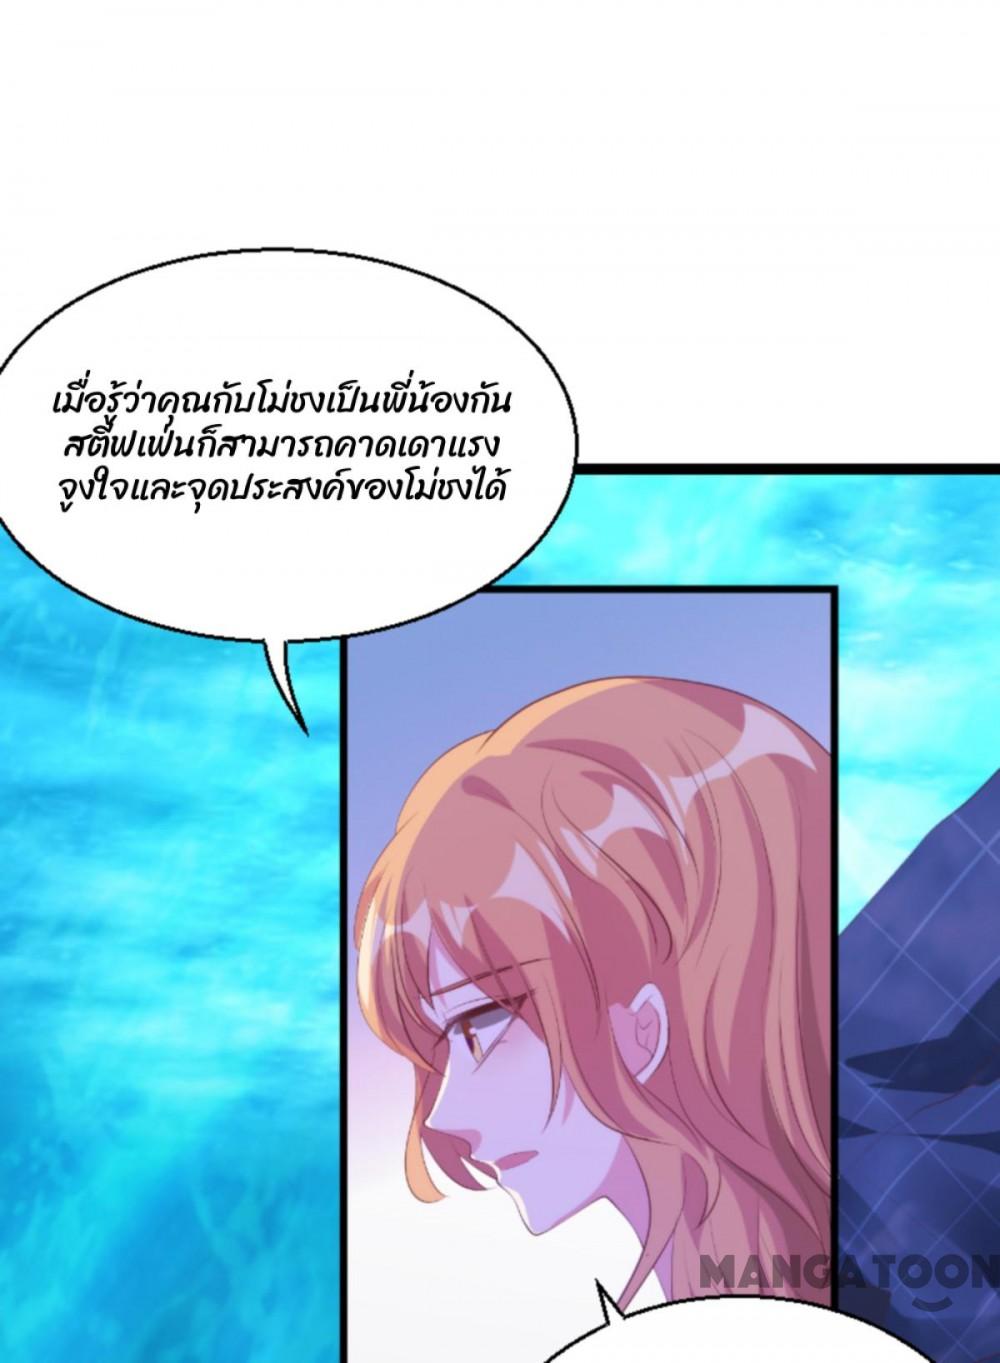 เมื่อรู้ว่าคุณกับโม่ชงเป็นพี่น้องกัน
สตีฟเฟ่นก็สามารถคาดเดาแรง
จูงใจและจุดประสงค์ของโม่ชงได้
MANGATOON